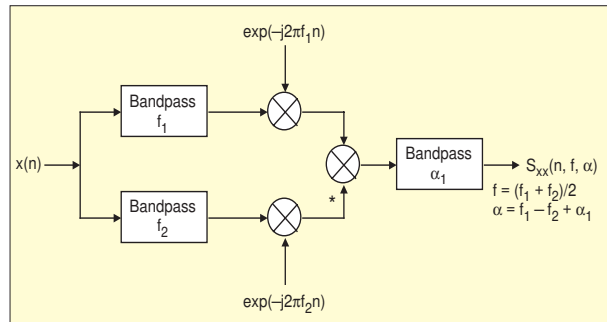 exp(–j2πf₁n)
Bandpass
f₁
x(n)
Bandpass
α₁
Sₓₓ(n, f, α)
f = (f₁ + f₂)/2
α = f₁ – f₂ + α₁
*
Bandpass
f₂
exp(–j2πf₂n)